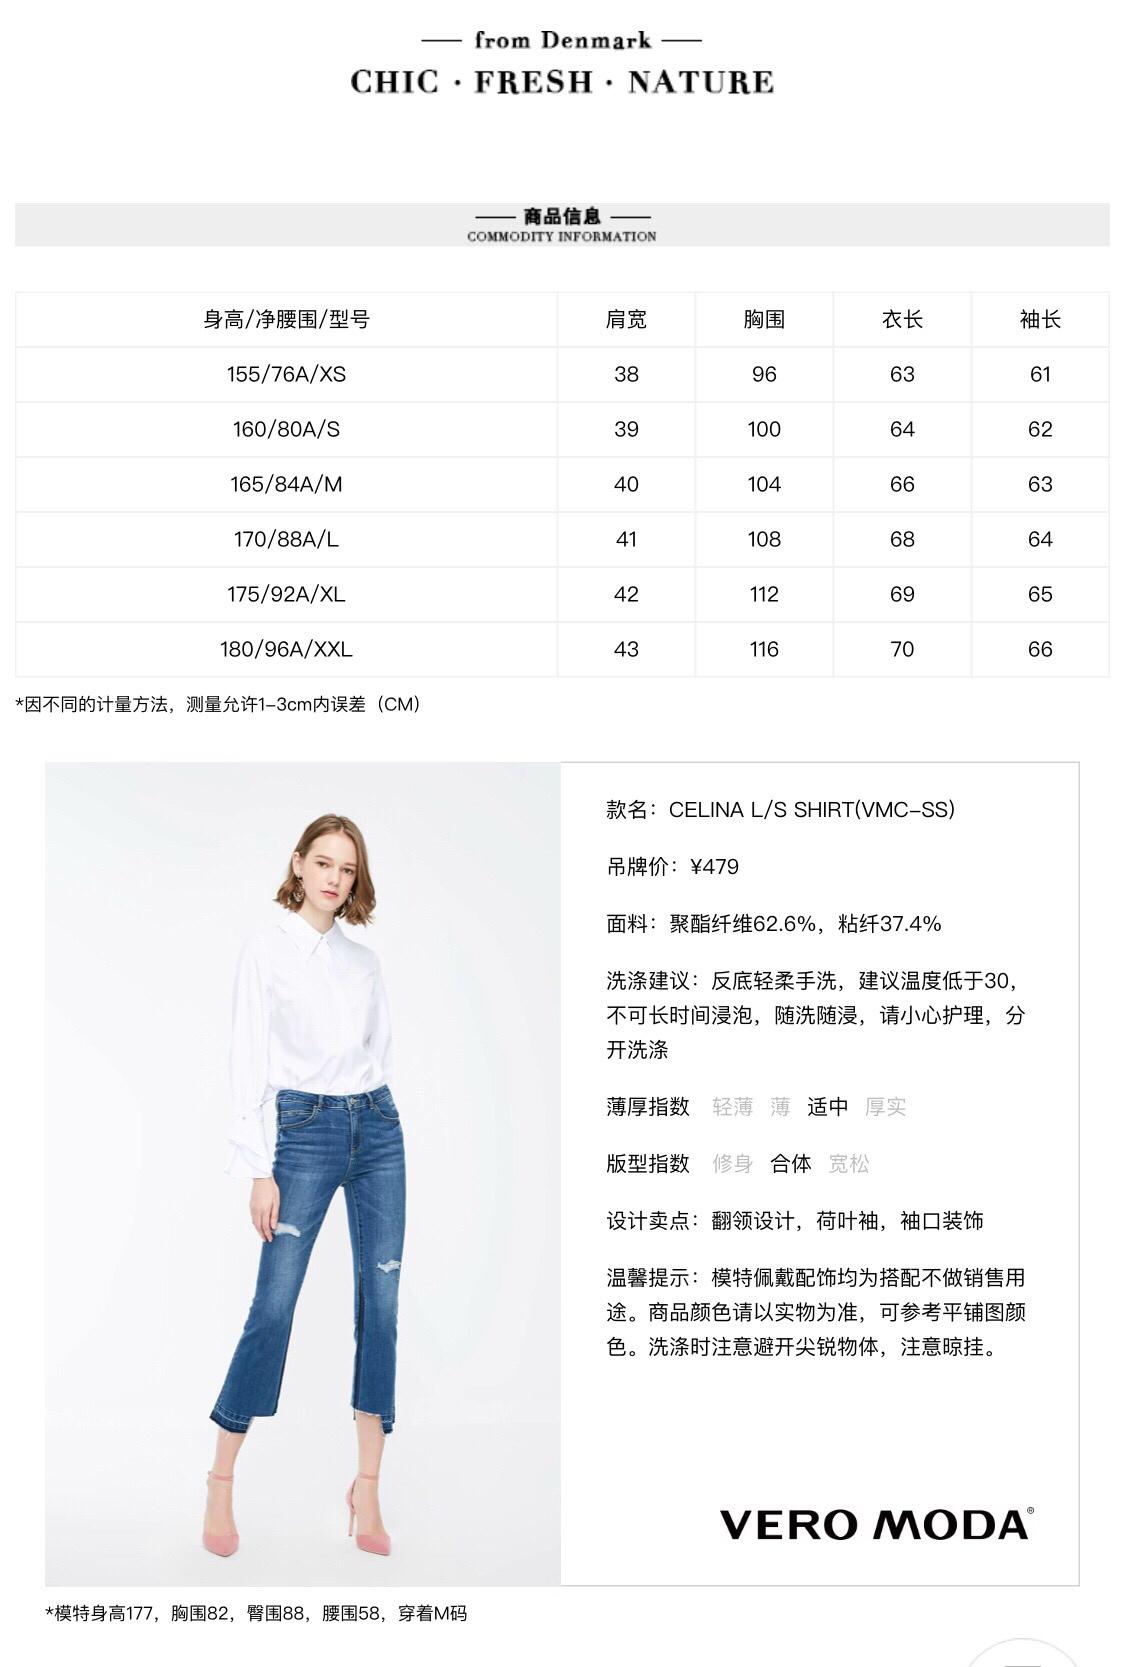 from Denmark
CHIC · FRESH · NATURE
商品信息
COMMODITY INFORMATION
身高/净腰围/型号 肩宽 胸围 衣长 袖长
155/76A/XS 38 96 63 61
160/80A/S 39 100 64 62
165/84A/M 40 104 66 63
170/88A/L 41 108 68 64
175/92A/XL 42 112 69 65
180/96A/XXL 43 116 70 66
*因不同的计量方法，测量允许1-3cm内误差（CM）
款名：CELINA L/S SHIRT(VMC-SS)
吊牌价：¥479
面料：聚酯纤维62.6%，粘纤37.4%
洗涤建议：反底轻柔手洗，建议温度低于30，
不可长时间浸泡，随洗随浸，请小心护理，分
开洗涤
薄厚指数 轻薄 薄 适中 厚实
版型指数 修身 合体 宽松
设计卖点：翻领设计，荷叶袖，袖口装饰
温馨提示：模特佩戴配饰均为搭配不做销售用
途。商品颜色请以实物为准，可参考平铺图颜
色。洗涤时注意避开尖锐物体，注意晾挂。
VERO MODA®
*模特身高177，胸围82，臀围88，腰围58，穿着M码